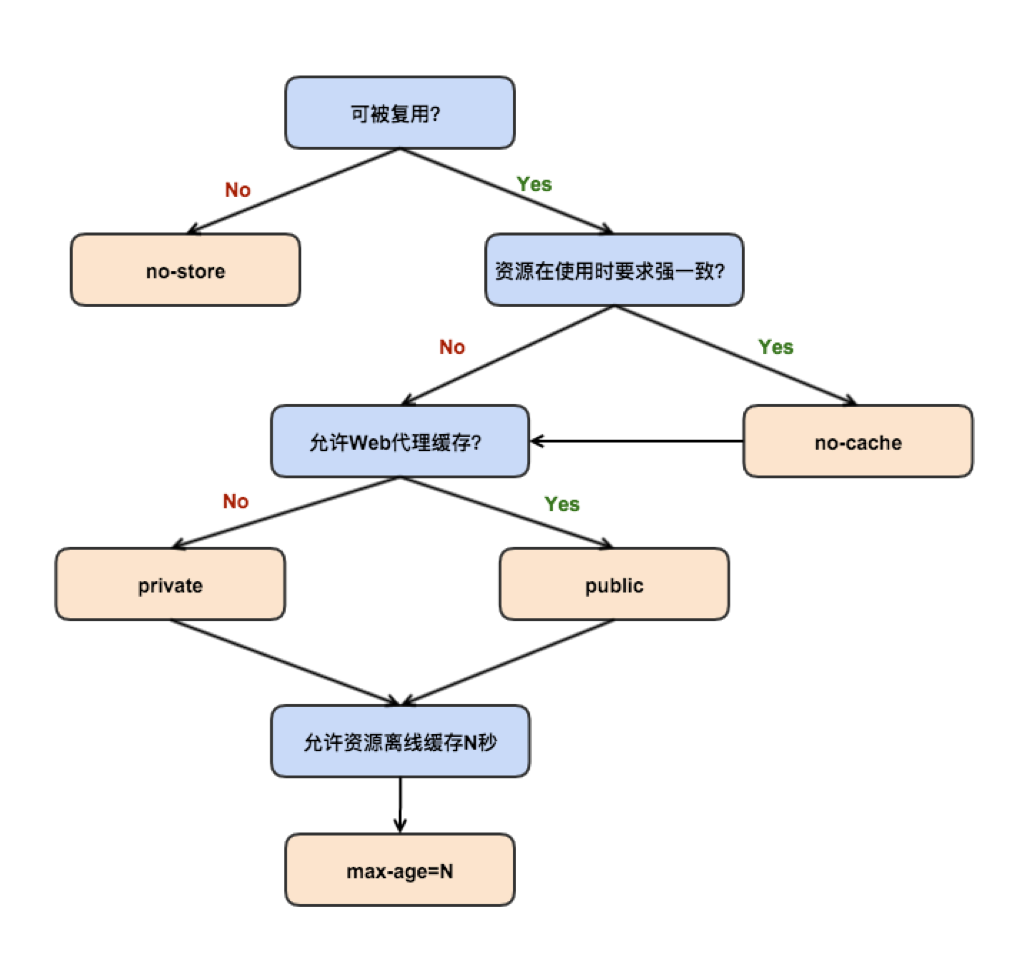 可被复用?
No
Yes
no-store
资源在使用时要求强一致?
No
Yes
允许Web代理缓存?
no-cache
No
Yes
private
public
允许资源离线缓存N秒
max-age=N